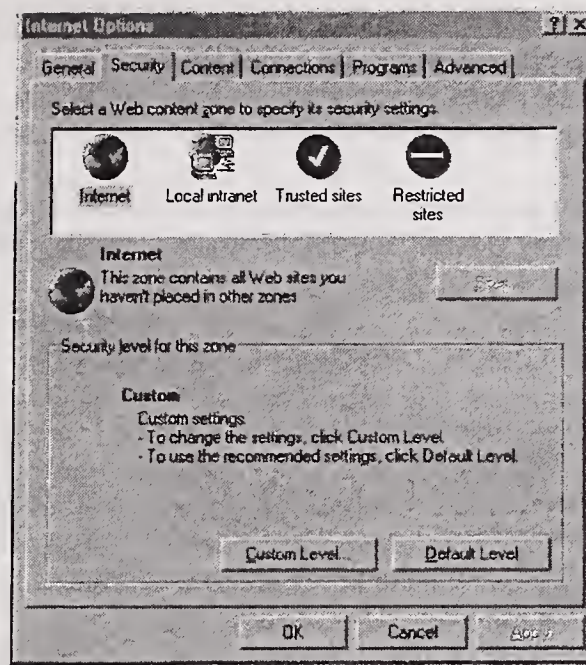 Internet Options
General Security Content Connections Programs Advanced
Select a Web content zone to specify its security settings.
Internet Local intranet Trusted sites Restricted sites
Internet
This zone contains all Web sites you
haven't placed in other zones
Security level for this zone
Custom
Custom settings.
- To change the settings, click Custom Level.
- To use the recommended settings, click Default Level.
Custom Level... Default Level
OK Cancel Apply